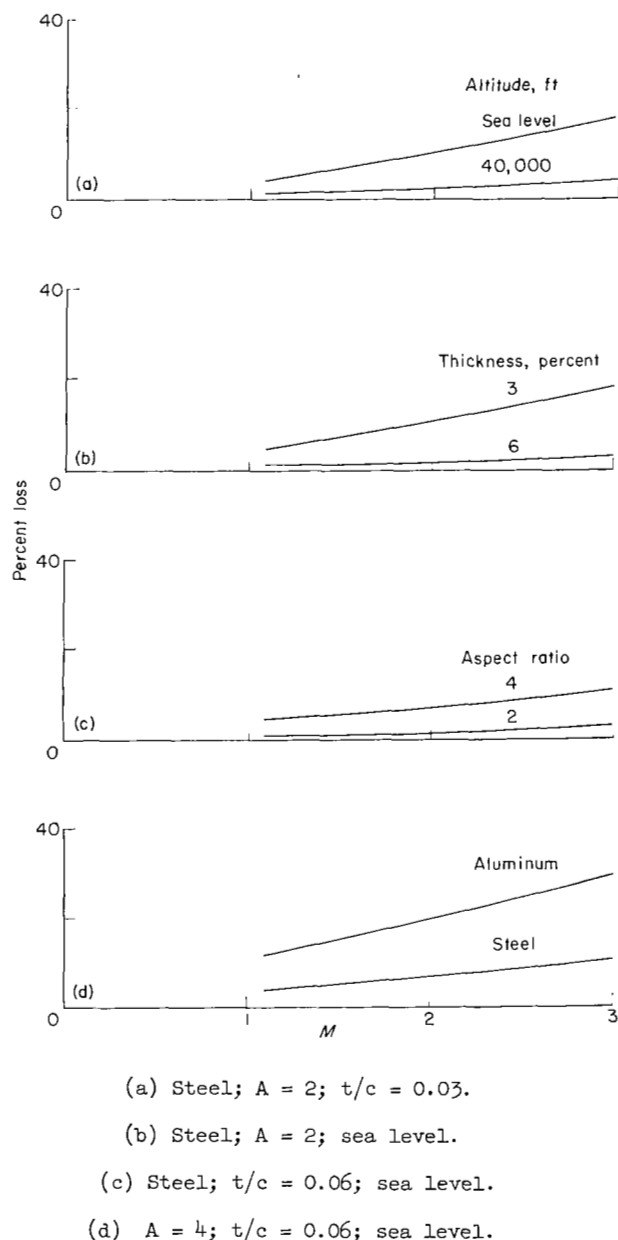 40
Altitude, ft
Sea level
40,000
(a)
0
40
Thickness, percent
3
6
(b)
0
Percent loss
40
Aspect ratio
4
2
(c)
0
40
Aluminum
Steel
(d)
0
1
2
3
M
(a) Steel; A = 2; t/c = 0.03.
(b) Steel; A = 2; sea level.
(c) Steel; t/c = 0.06; sea level.
(d) A = 4; t/c = 0.06; sea level.